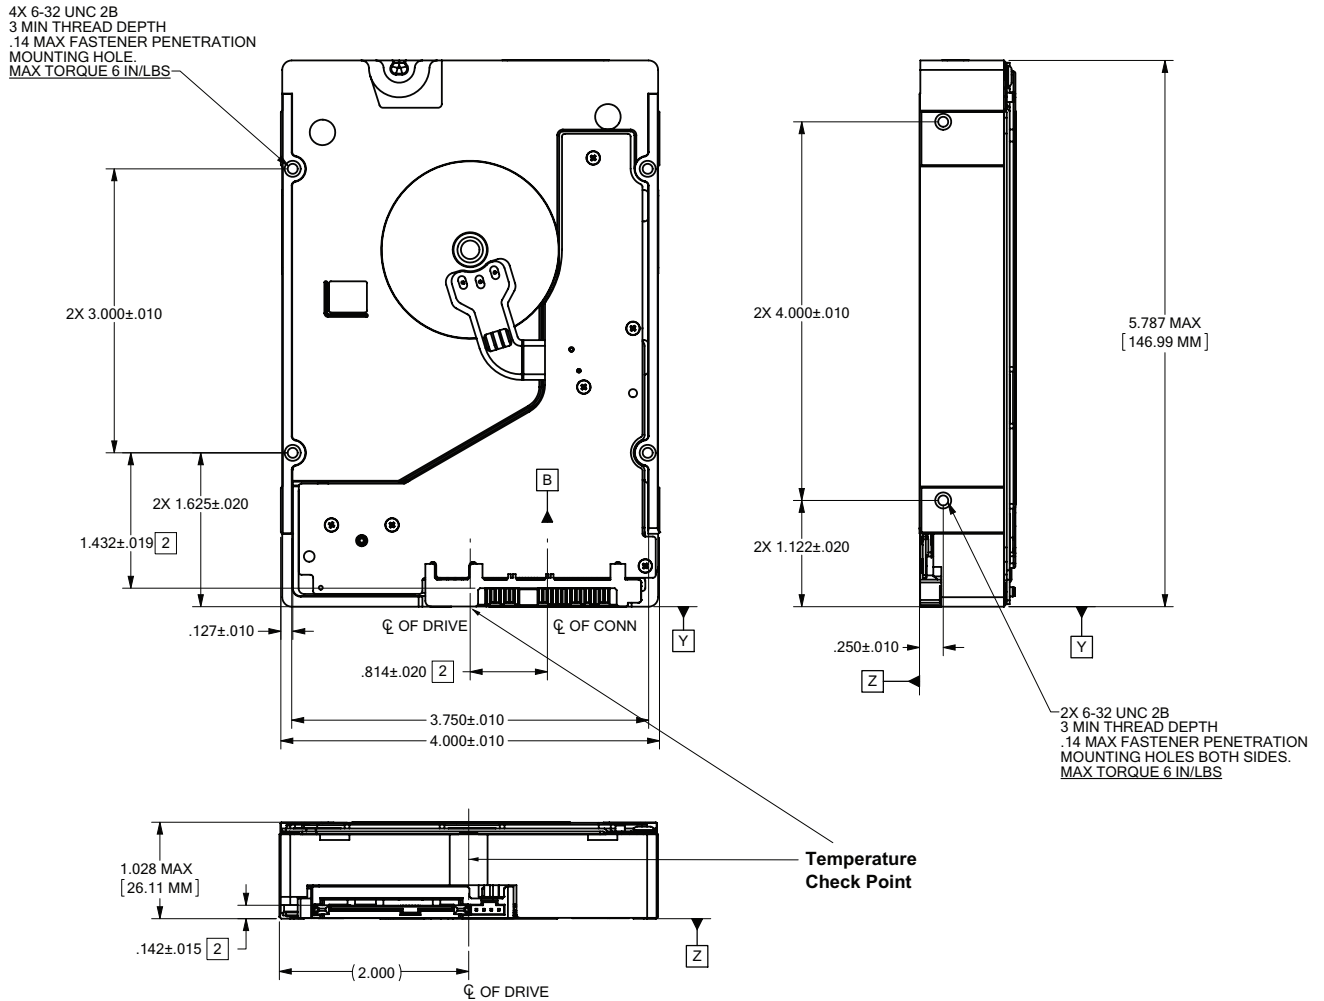 4X 6-32 UNC 2B
3 MIN THREAD DEPTH
.14 MAX FASTENER PENETRATION
MOUNTING HOLE.
MAX TORQUE 6 IN/LBS
2X 3.000±.010
2X 1.625±.020
1.432±.019 2
.127±.010
B
℄ OF DRIVE
℄ OF CONN
Y
.814±.020 2
3.750±.010
4.000±.010
2X 4.000±.010
5.787 MAX
[146.99 MM]
2X 1.122±.020
.250±.010
Y
Z
2X 6-32 UNC 2B
3 MIN THREAD DEPTH
.14 MAX FASTENER PENETRATION
MOUNTING HOLES BOTH SIDES.
MAX TORQUE 6 IN/LBS
1.028 MAX
[26.11 MM]
.142±.015 2
(2.000)
℄ OF DRIVE
Z
Temperature
Check Point